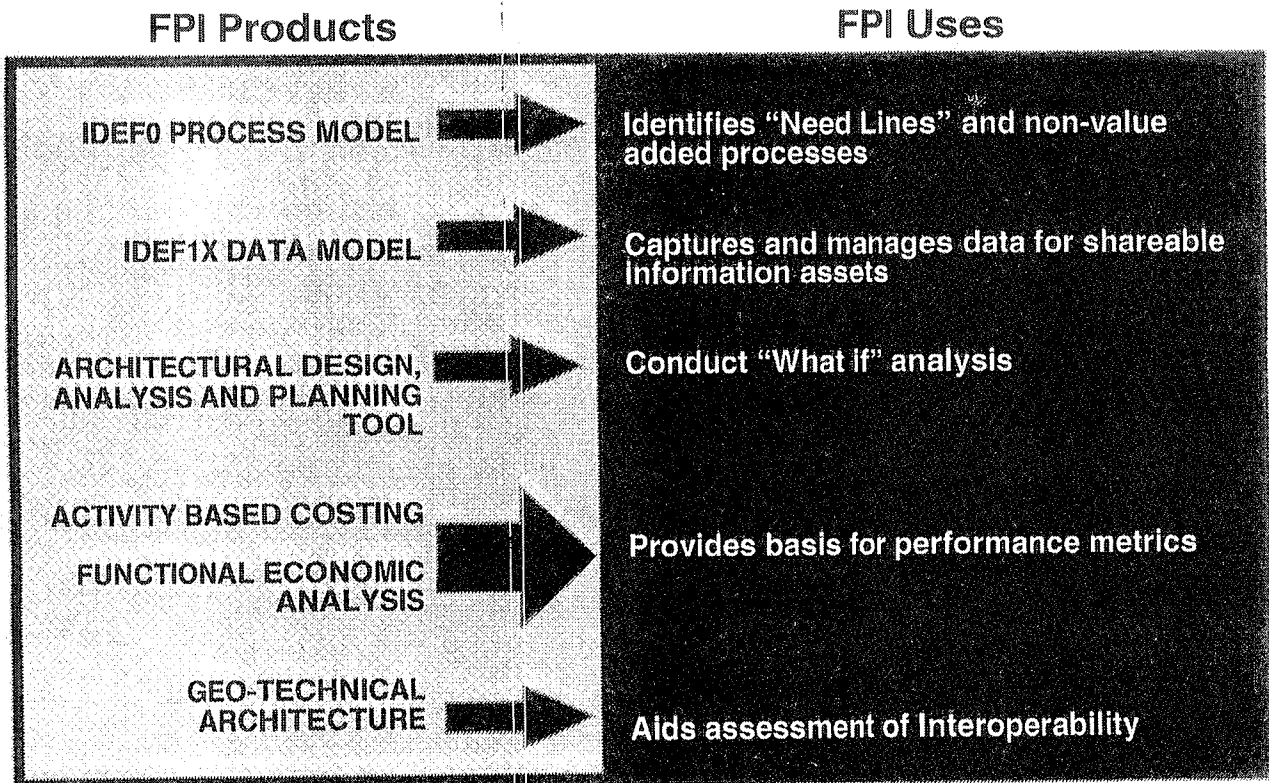 FPI Products
FPI Uses
IDEF0 PROCESS MODEL
Identifies “Need Lines” and non-value
added processes
IDEF1X DATA MODEL
Captures and manages data for shareable
information assets
ARCHITECTURAL DESIGN,
ANALYSIS AND PLANNING
TOOL
Conduct “What if” analysis
ACTIVITY BASED COSTING
FUNCTIONAL ECONOMIC
ANALYSIS
Provides basis for performance metrics
GEO-TECHNICAL
ARCHITECTURE
Aids assessment of Interoperability